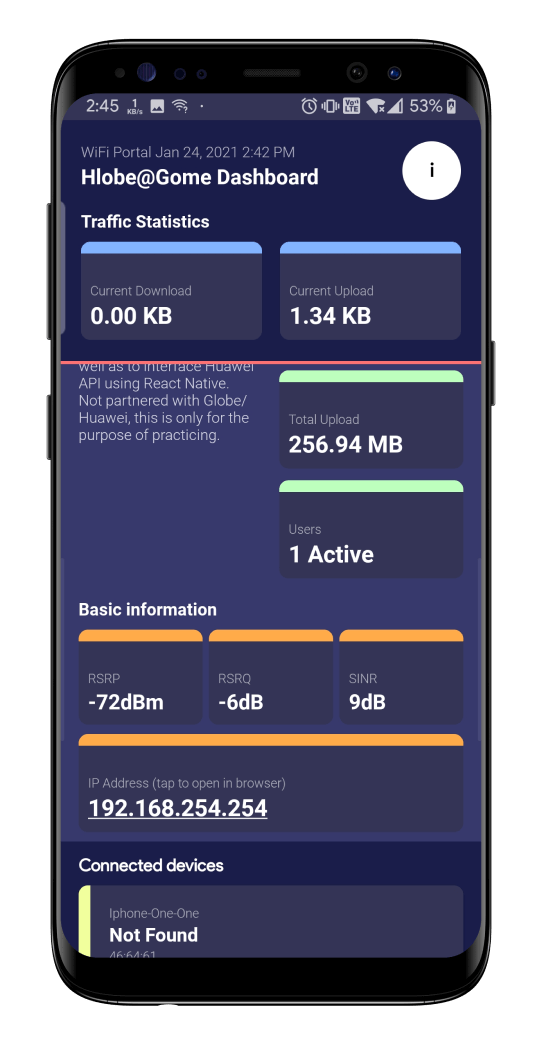 2:45 1 KB/s Vo)) LTE 53%
WiFi Portal Jan 24, 2021 2:42 PM
Hlobe@Gome Dashboard
i
Traffic Statistics
Current Download
0.00 KB
Current Upload
1.34 KB
well as to interface Huawei
API using React Native.
Not partnered with Globe/
Huawei, this is only for the
purpose of practicing.
Total Upload
256.94 MB
Users
1 Active
Basic information
RSRP
-72dBm
RSRQ
-6dB
SINR
9dB
IP Address (tap to open in browser)
192.168.254.254
Connected devices
Iphone-One-One
Not Found
46:64:61